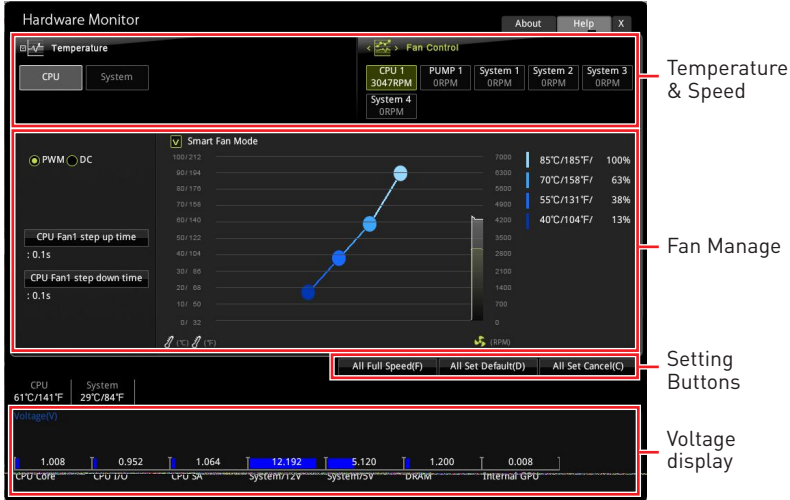 Hardware Monitor
About Help X
Temperature
Fan Control
CPU System
CPU 1 PUMP 1 System 1 System 2 System 3
3047RPM 0RPM 0RPM 0RPM 0RPM
System 4
0RPM
Temperature
& Speed
Smart Fan Mode
PWM DC
100/212 7000
90/194 6300
80/176 5600
70/158 4900
60/140 4200
50/122 3500
40/104 2800
30/ 86 2100
20/ 68 1400
10/ 50 700
0/ 32 0
(℃) (℉) (RPM)
85℃/185℉/ 100%
70℃/158℉/ 63%
55℃/131℉/ 38%
40℃/104℉/ 13%
CPU Fan1 step up time
: 0.1s
CPU Fan1 step down time
: 0.1s
Fan Manage
All Full Speed(F) All Set Default(D) All Set Cancel(C)
Setting
Buttons
CPU System
61℃/141℉ 29℃/84℉
Voltage(V)
1.008 0.952 1.064 12.192 5.120 1.200 0.008
CPU Core CPU I/O CPU SA System/12V System/5V DRAM Internal GPU
Voltage
display